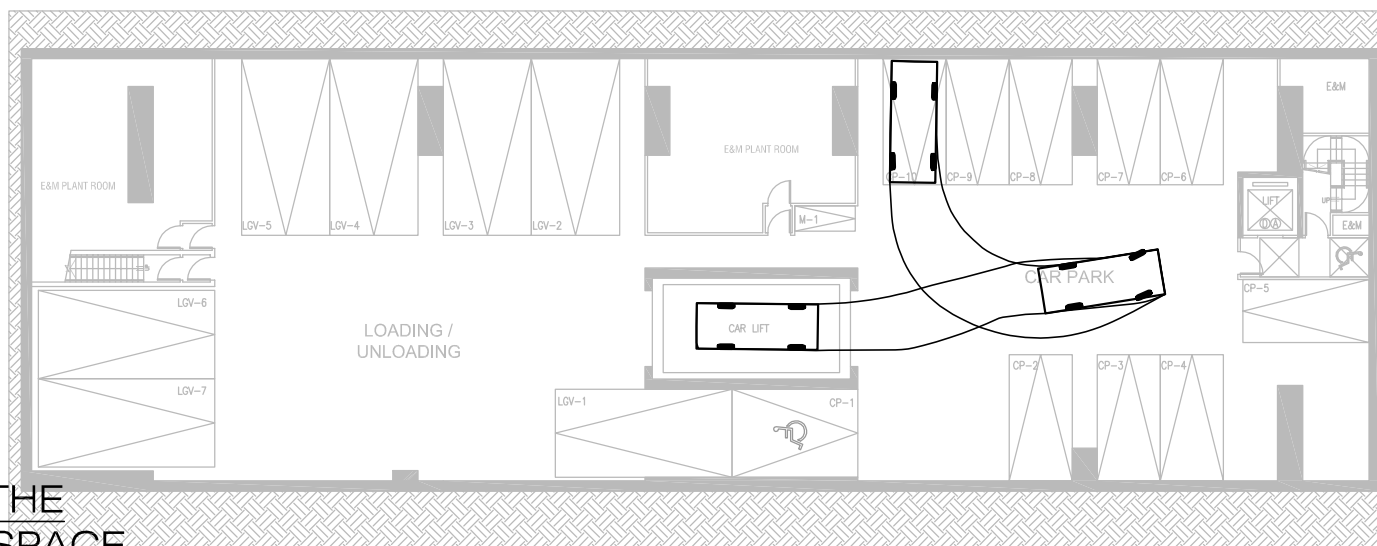 E&M
E&M PLANT ROOM
E&M PLANT ROOM
CP-10
CP-9
CP-8
CP-7
CP-6
UP
LIFT
LGV-5
LGV-4
LGV-3
LGV-2
M-1
E&M
CAR PARK
CP-5
LGV-6
LOADING /
UNLOADING
CAR LIFT
CP-2
CP-3
CP-4
LGV-7
LGV-1
CP-1
THE
SPACE